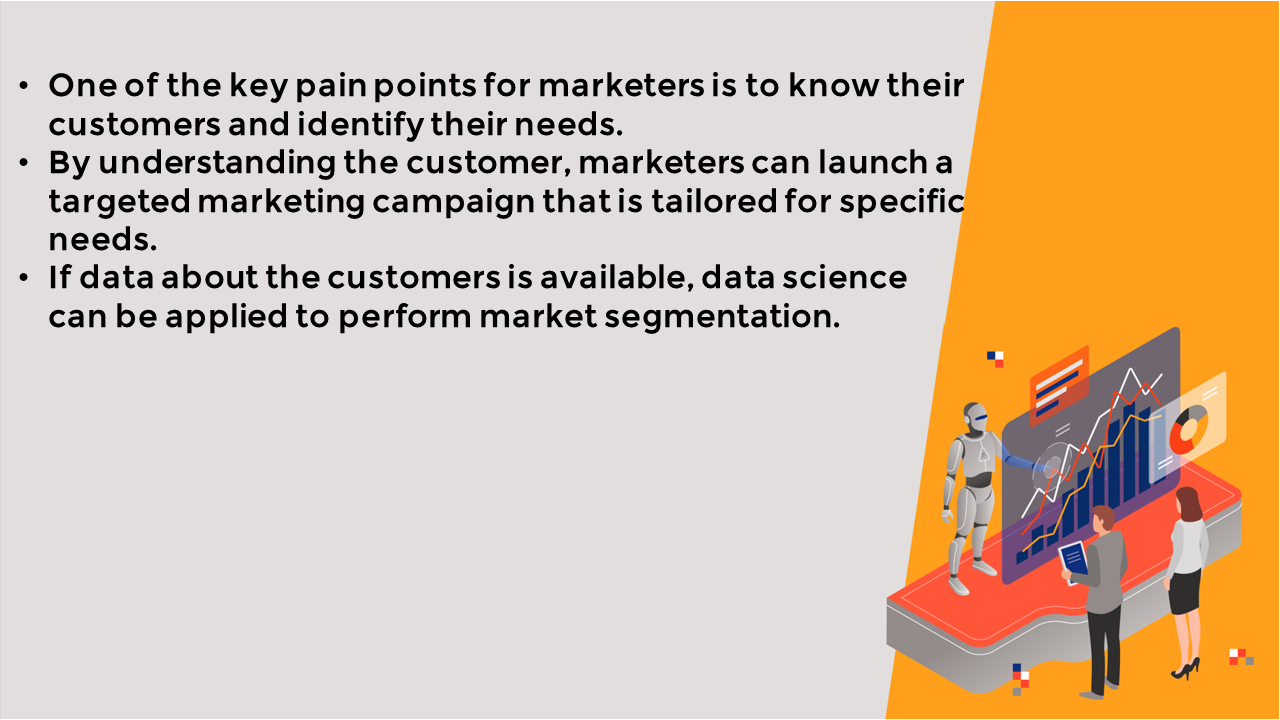 • One of the key pain points for marketers is to know their
customers and identify their needs.
• By understanding the customer, marketers can launch a
targeted marketing campaign that is tailored for specific
needs.
• If data about the customers is available, data science
can be applied to perform market segmentation.